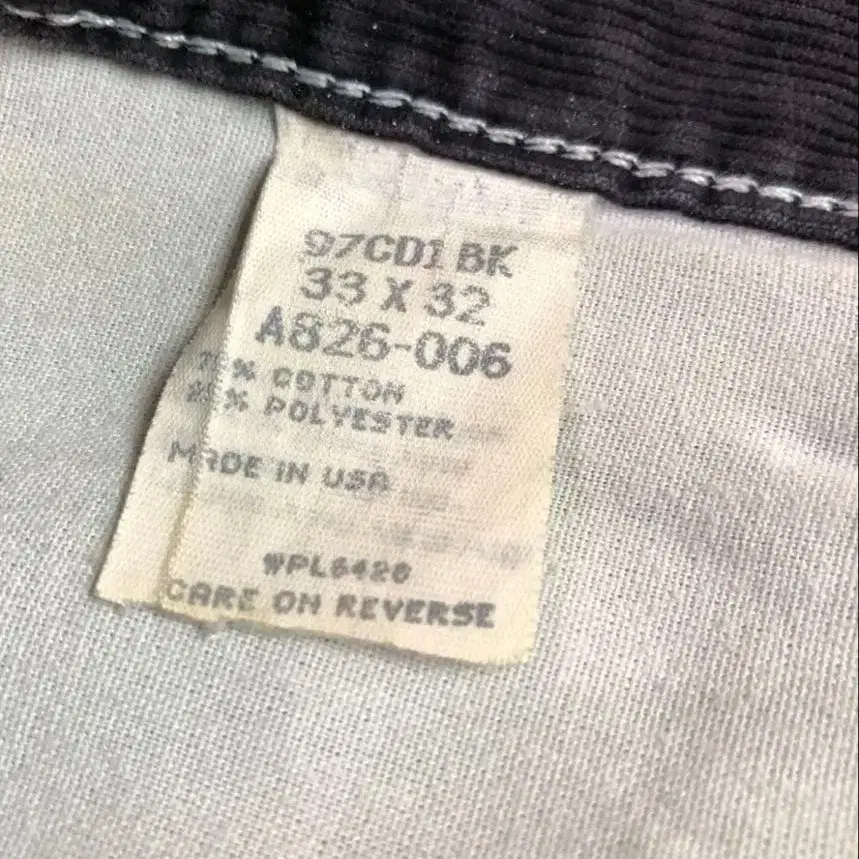 97CD1 BK
33 X 32
A826-006
% COTTON
% POLYESTER
MADE IN USA
WPL6420
CARE ON REVERSE